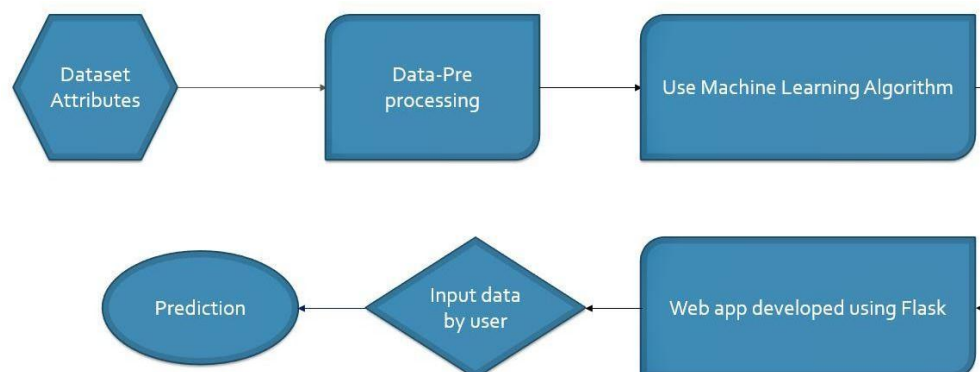 Dataset
Attributes
Data-Pre
processing
Use Machine Learning Algorithm
Web app developed using Flask
Input data
by user
Prediction